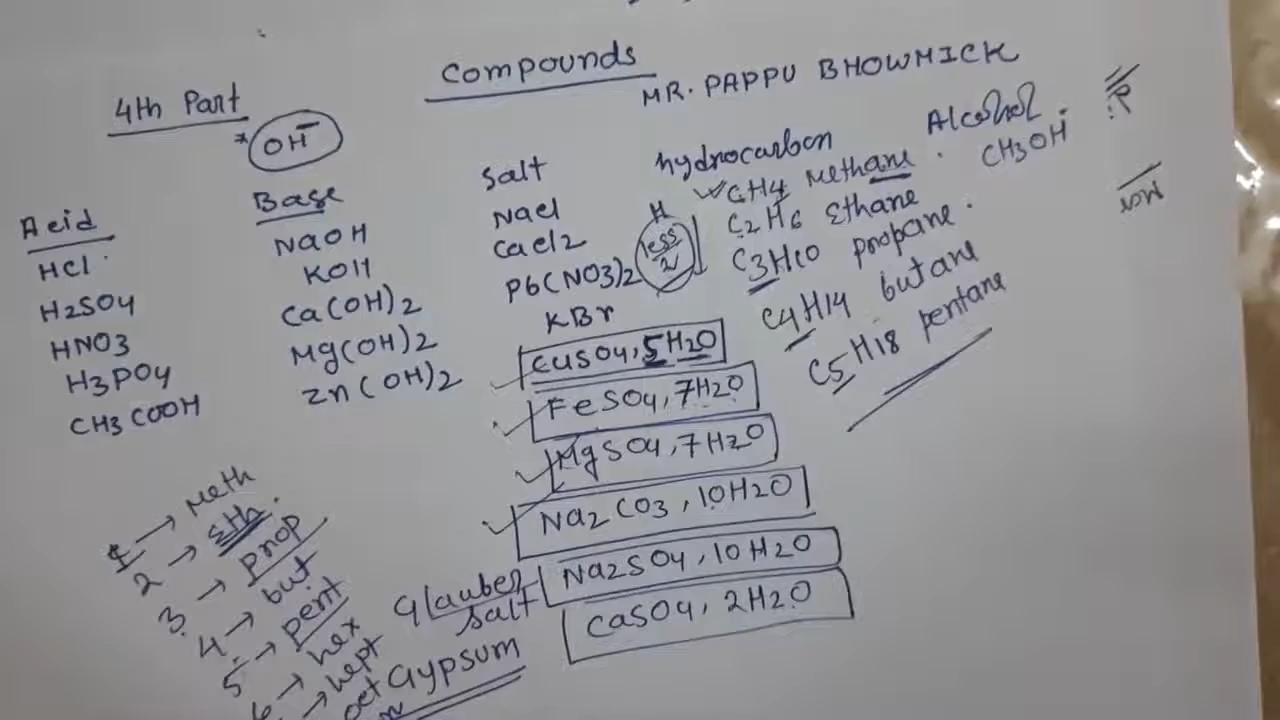 Compounds
MR. PAPPU BHOWMICK
4th Part
* OH⁻
Acid
HCl
H2SO4
HNO3
H3PO4
CH3COOH
Base
NaOH
KOH
Ca(OH)2
Mg(OH)2
Zn(OH)2
Salt
NaCl
CaCl2
Pb(NO3)2
KBr
CuSO4, 5H2O
FeSO4, 7H2O
MgSO4, 7H2O
Na2CO3, 10H2O
Glauber salt Na2SO4, 10H2O
Gypsum CaSO4, 2H2O
hydrocarbon
CH4 Methane
C2H6 Ethane
C3H10 propane
C4H14 butane
C5H18 pentane
H
less
2
Alcohol
CH3OH
1 → Meth
2 → Eth
3 → prop
4 → but
5 → pent
6 → hex
→ hept
oct